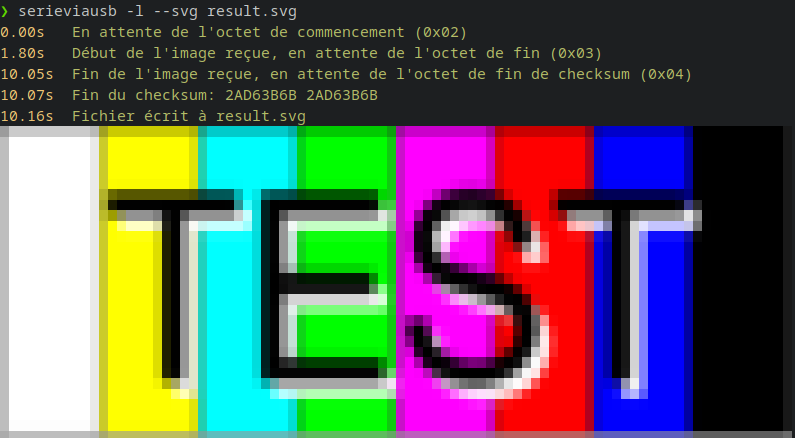 ❯ serieviausb -l --svg result.svg
0.00s En attente de l'octet de commencement (0x02)
1.80s Début de l'image reçue, en attente de l'octet de fin (0x03)
10.05s Fin de l'image reçue, en attente de l'octet de fin de checksum (0x04)
10.07s Fin du checksum: 2AD63B6B 2AD63B6B
10.16s Fichier écrit à result.svg
TEST